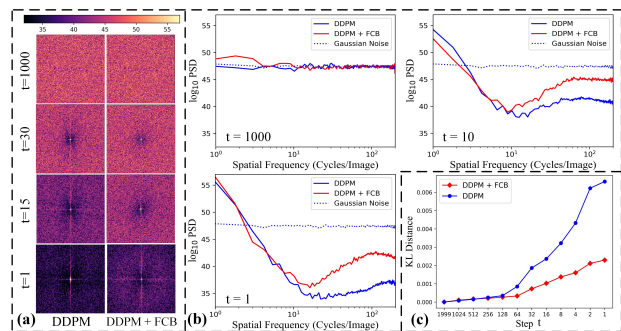 35 40 45 50 55
t=1000
t=30
t=15
t=1
(a) DDPM DDPM + FCB
DDPM
DDPM + FCB
Gaussian Noise
log10 PSD
55
50
45
40
35
t = 1000
10^0 10^1 10^2
Spatial Frequency (Cycles/Image)
DDPM
DDPM + FCB
Gaussian Noise
log10 PSD
55
50
45
40
35
t = 10
10^0 10^1 10^2
Spatial Frequency (Cycles/Image)
DDPM
DDPM + FCB
Gaussian Noise
log10 PSD
55
50
45
40
35
t = 1
10^0 10^1 10^2
(b) Spatial Frequency (Cycles/Image)
DDPM + FCB
DDPM
KL Distance
0.006
0.005
0.004
0.003
0.002
0.001
0.000
1999 1024 512 256 128 64 32 16 8 4 2 1
(c) Step t